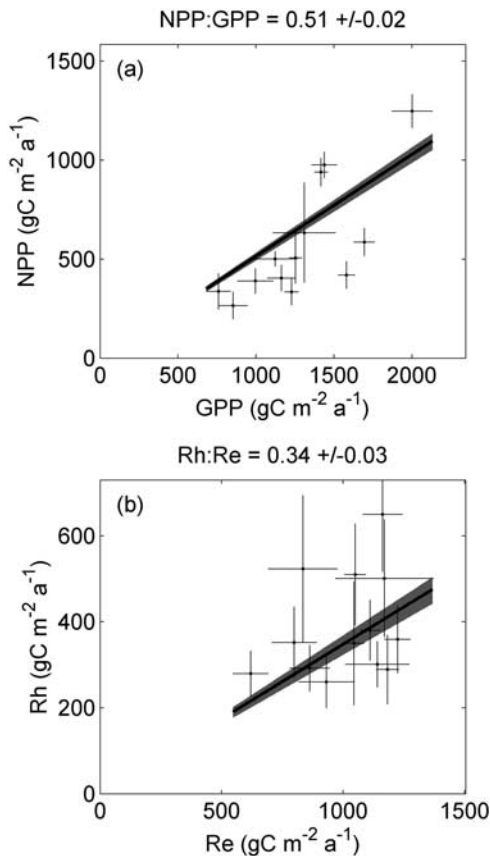 NPP:GPP = 0.51 +/-0.02
(a)
1500
1000
500
0
NPP (gC m⁻² a⁻¹)
0 500 1000 1500 2000
GPP (gC m⁻² a⁻¹)
Rh:Re = 0.34 +/-0.03
(b)
600
400
200
0
Rh (gC m⁻² a⁻¹)
0 500 1000 1500
Re (gC m⁻² a⁻¹)